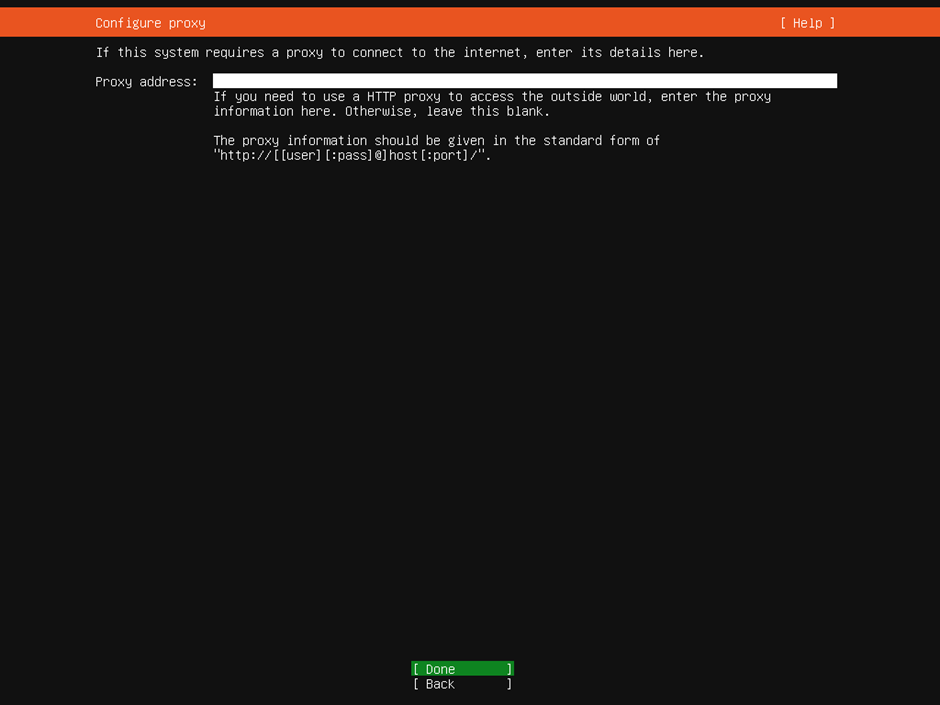 Configure proxy [ Help ]
If this system requires a proxy to connect to the internet, enter its details here.
Proxy address:
If you need to use a HTTP proxy to access the outside world, enter the proxy
information here. Otherwise, leave this blank.
The proxy information should be given in the standard form of
"http://[[user][:pass]@]host[:port]/".
[ Done ]
[ Back ]